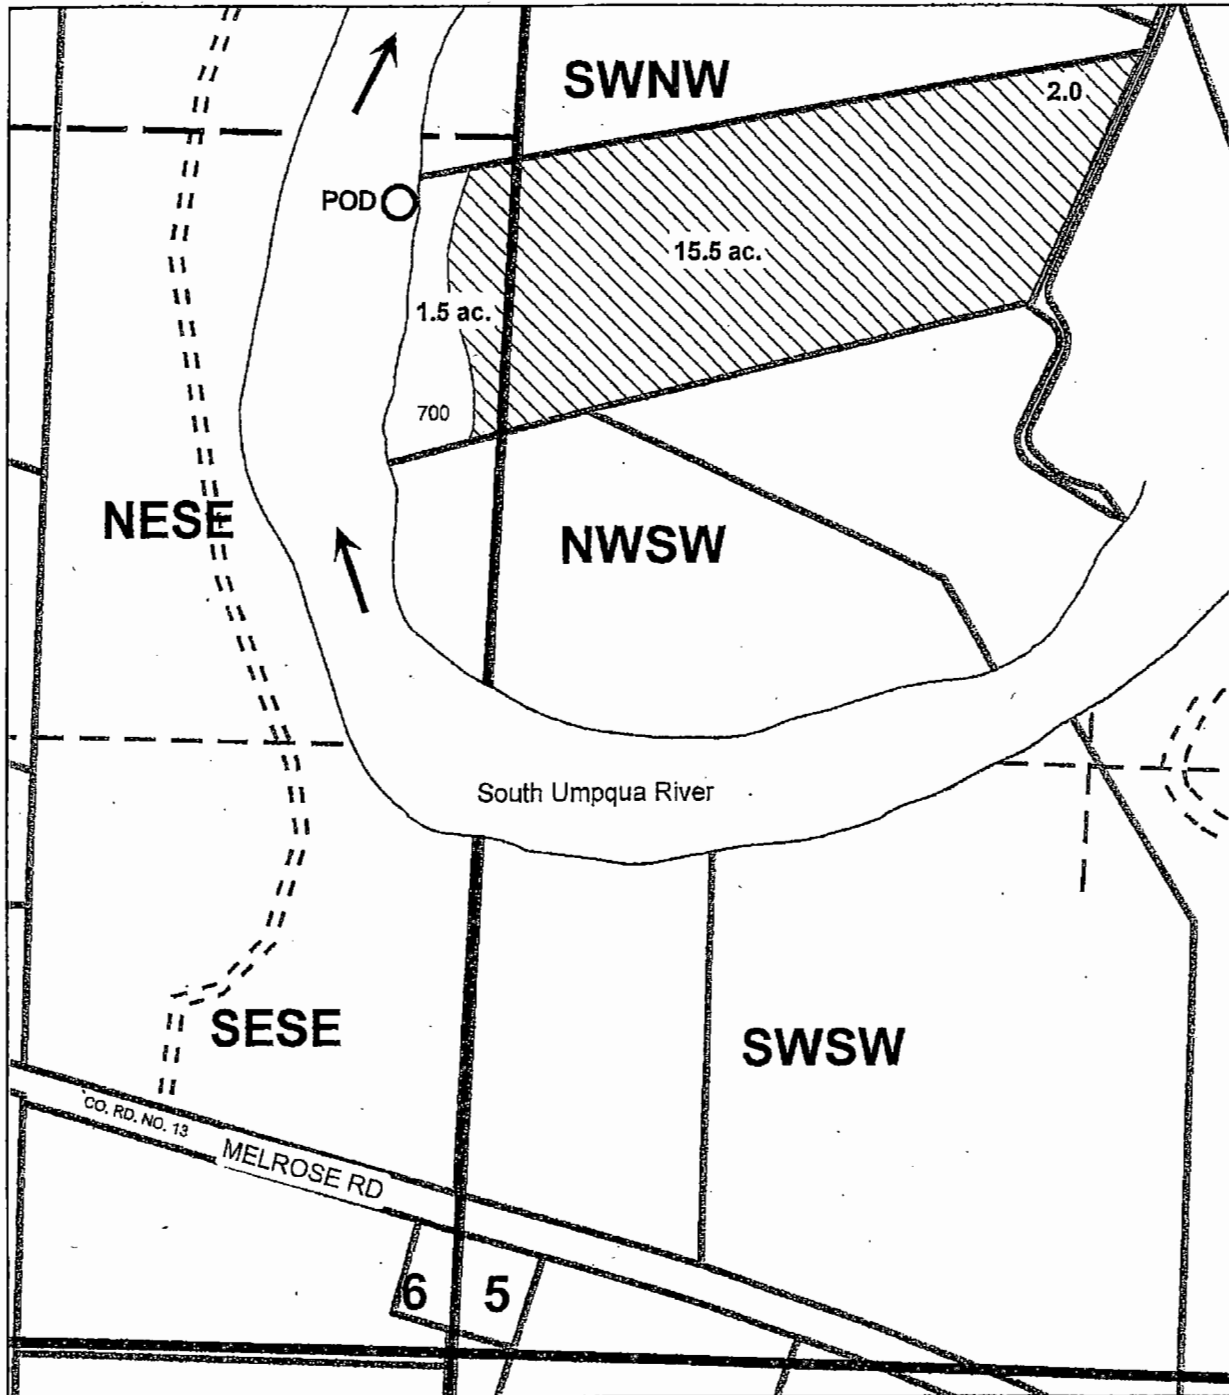 SWNW
2.0
POD
15.5 ac.
1.5 ac.
700
NESE
NWSW
South Umpqua River
SESE
SWSW
CO. RD. NO. 13
MELROSE RD
6
5